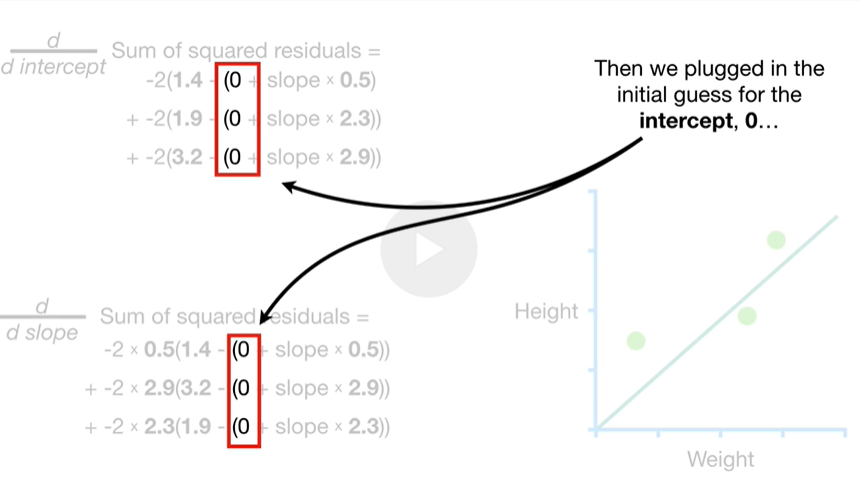 d
d intercept
Sum of squared residuals =
-2(1.4 - (0 + slope × 0.5)
+ -2(1.9 - (0 + slope × 2.3))
+ -2(3.2 - (0 + slope × 2.9))
Then we plugged in the
initial guess for the
intercept, 0...
d
d slope
Sum of squared residuals =
-2 × 0.5(1.4 - (0 + slope × 0.5))
+ -2 × 2.9(3.2 - (0 + slope × 2.9))
+ -2 × 2.3(1.9 - (0 + slope × 2.3))
Height
Weight